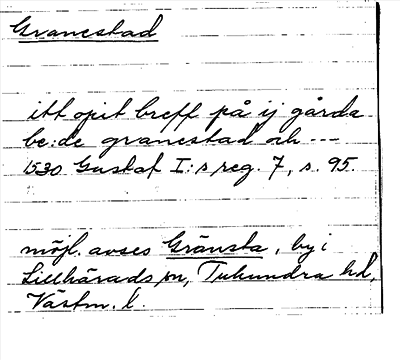 Granestad
itt opit breff på ij gårda
be:de granestad och ---
1530 Gustaf I:s reg. 7, s. 95.
möjl. avses Gränsta, by i
Lillhärads sn, Tuhundra hd,
Västm. l.